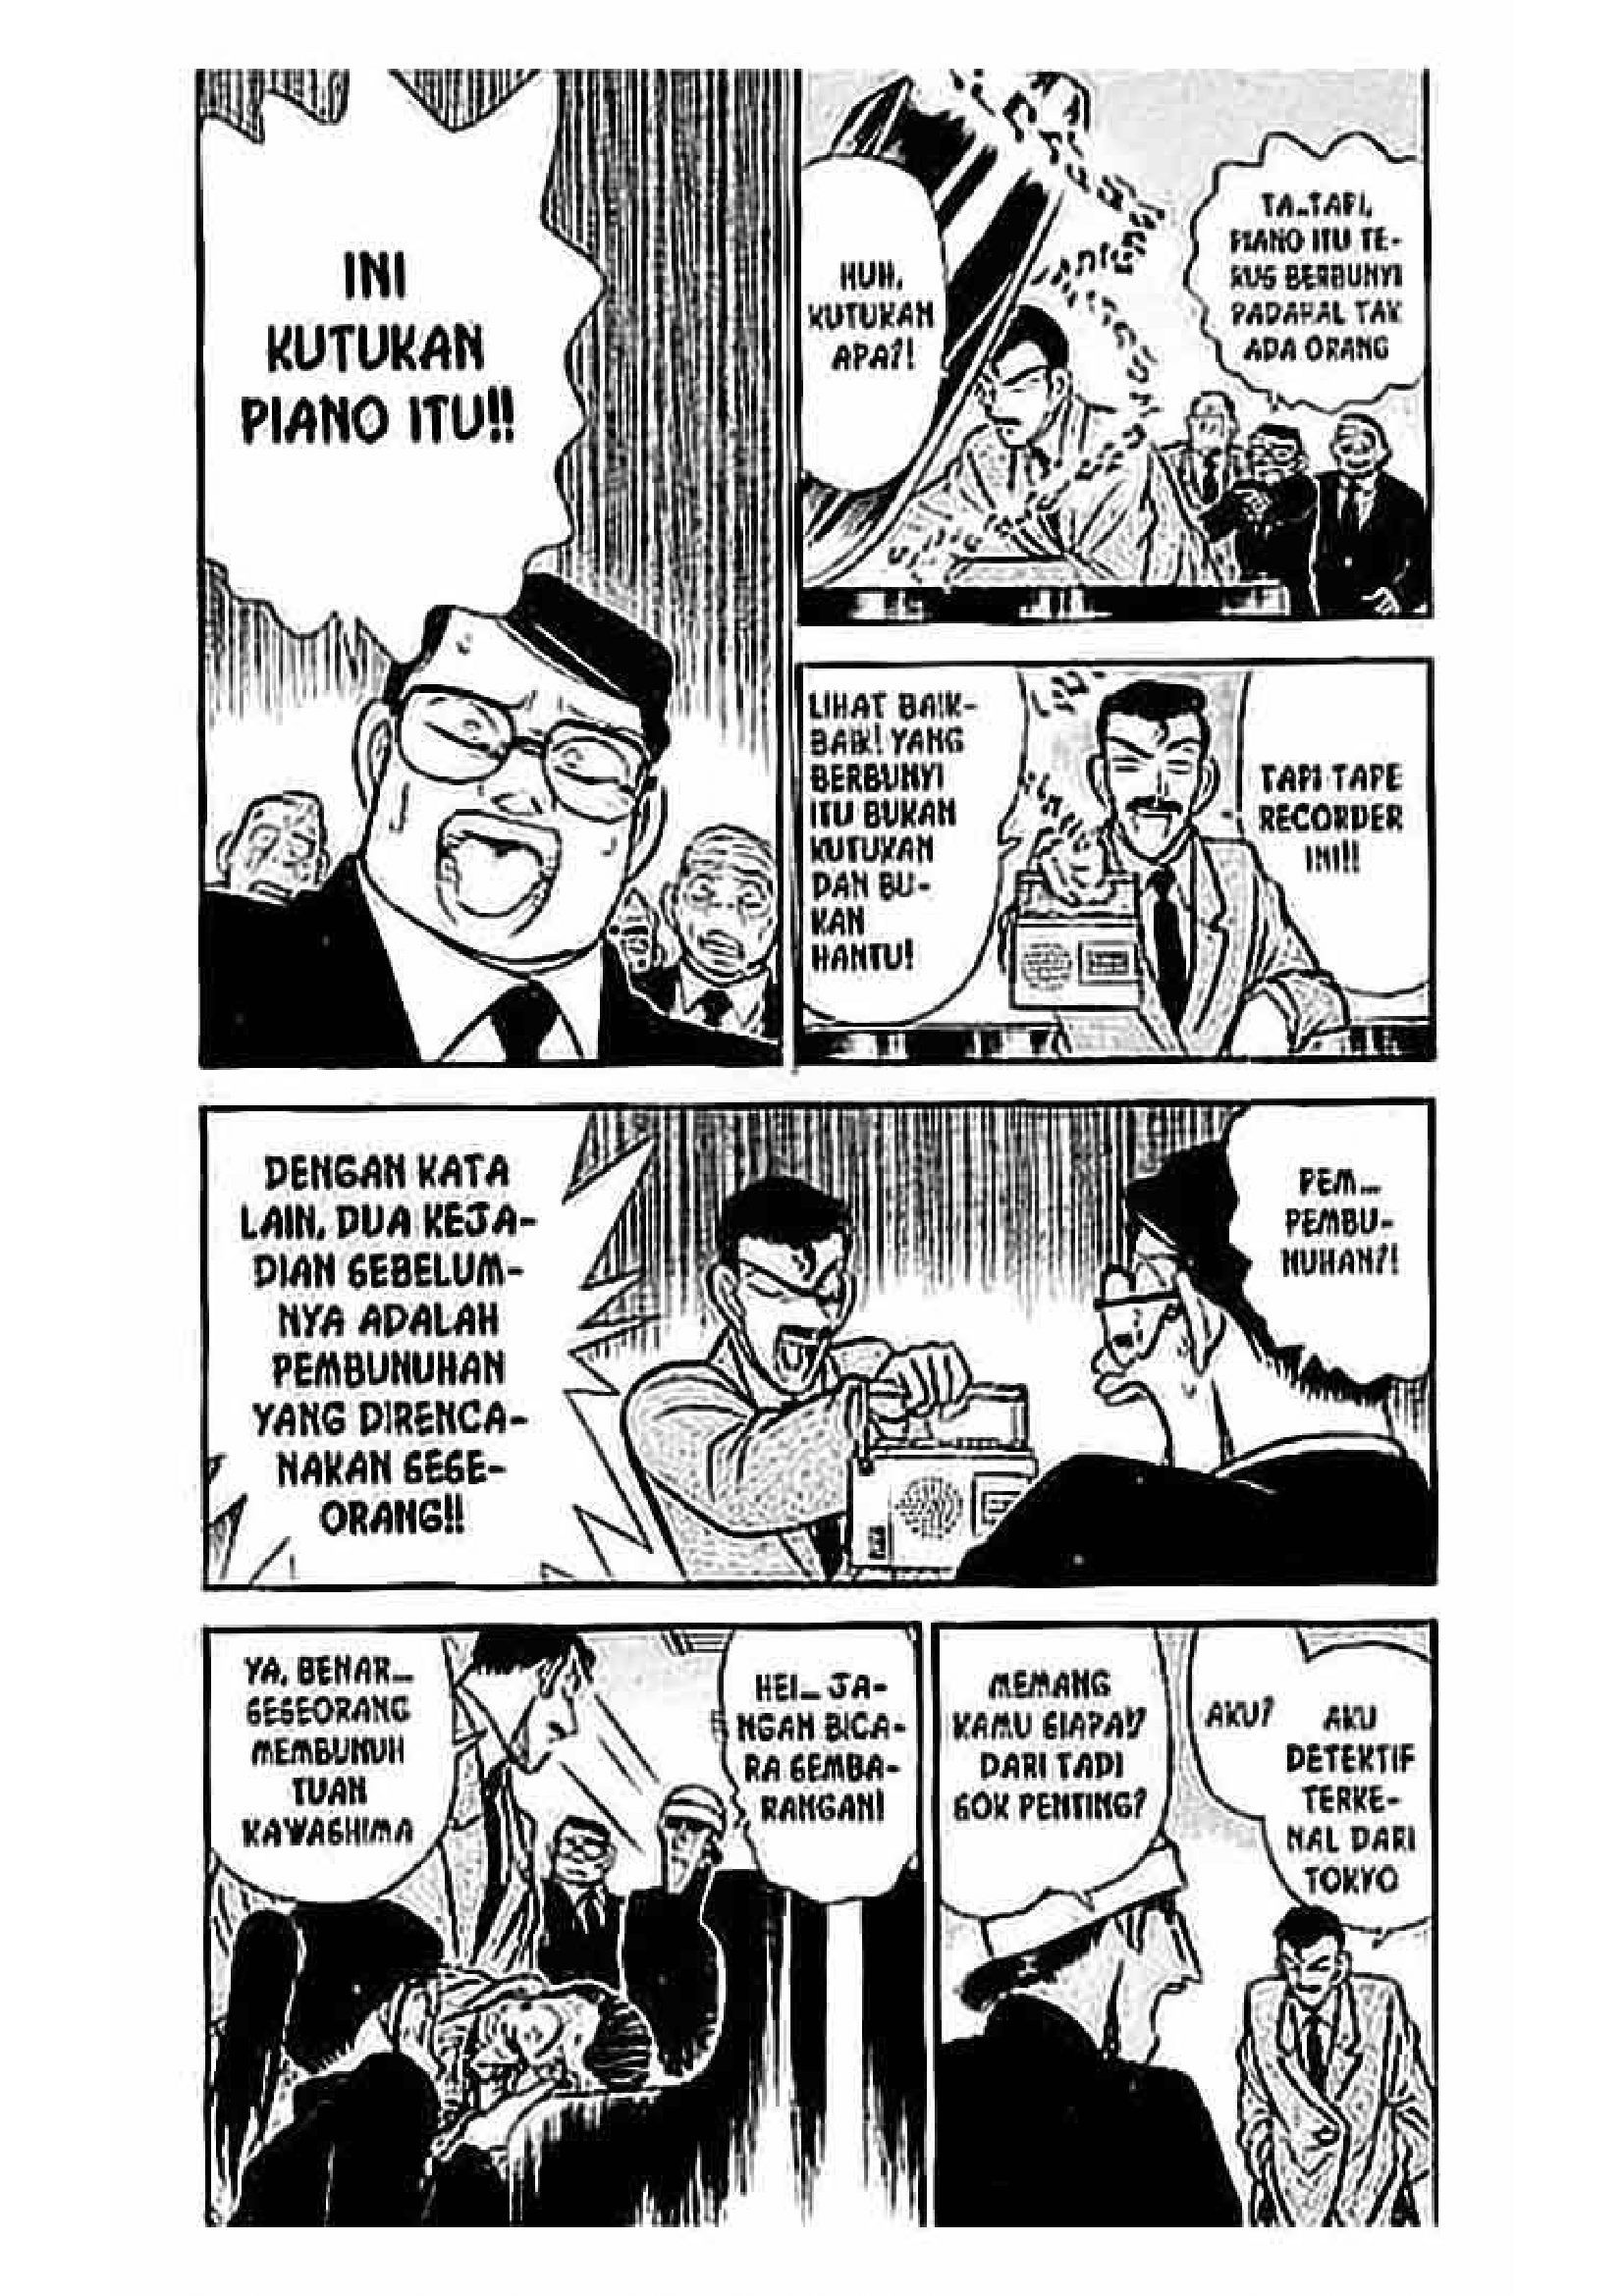 INI
KUTUKAN
PIANO ITU!!
HUH,
KUTUKAN
APA?!
TA...TAPI,
PIANO ITU TE-
RUS BERBUNYI
PADAHAL TAK
ADA ORANG
LIHAT BAIK-
BAIK! YANG
BERBUNYI
ITU BUKAN
KUTUKAN
DAN BU-
KAN
HANTU!
TAPI TAPE
RECORDER
INI!!
DENGAN KATA
LAIN, DUA KEJA-
DIAN SEBELUM-
NYA ADALAH
PEMBUNUHAN
YANG DIRENCA-
NAKAN SESE-
ORANG!!
PEM...
PEMBU-
NUHAN?!
YA, BENAR...
SESEORANG
MEMBUNUH
TUAN
KAWASHIMA
HEI... JA-
NGAN BICA-
RA SEMBA-
RANGAN!
MEMANG
KAMU SIAPA!?
DARI TADI
SOK PENTING?
AKU?
AKU
DETEKTIF
TERKE-
NAL DARI
TOKYO